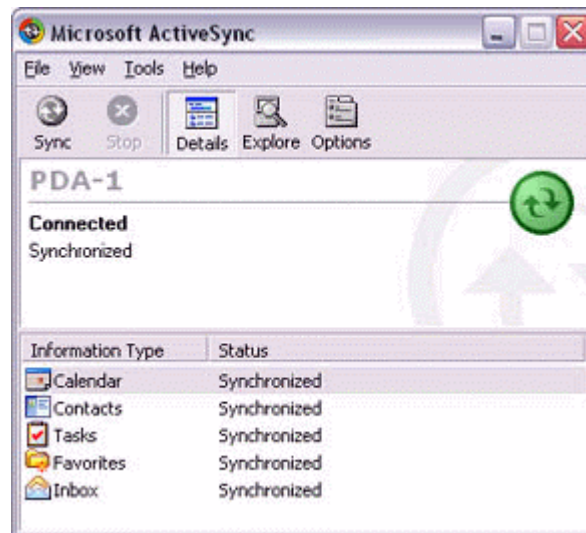 Microsoft ActiveSync
File View Tools Help
Sync Stop Details Explore Options
PDA-1
Connected
Synchronized
Information Type Status
Calendar Synchronized
Contacts Synchronized
Tasks Synchronized
Favorites Synchronized
Inbox Synchronized